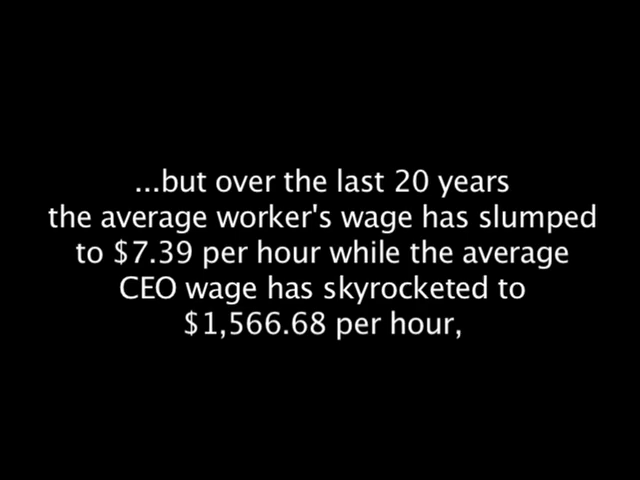 ...but over the last 20 years
the average worker's wage has slumped
to $7.39 per hour while the average
CEO wage has skyrocketed to
$1,566.68 per hour,